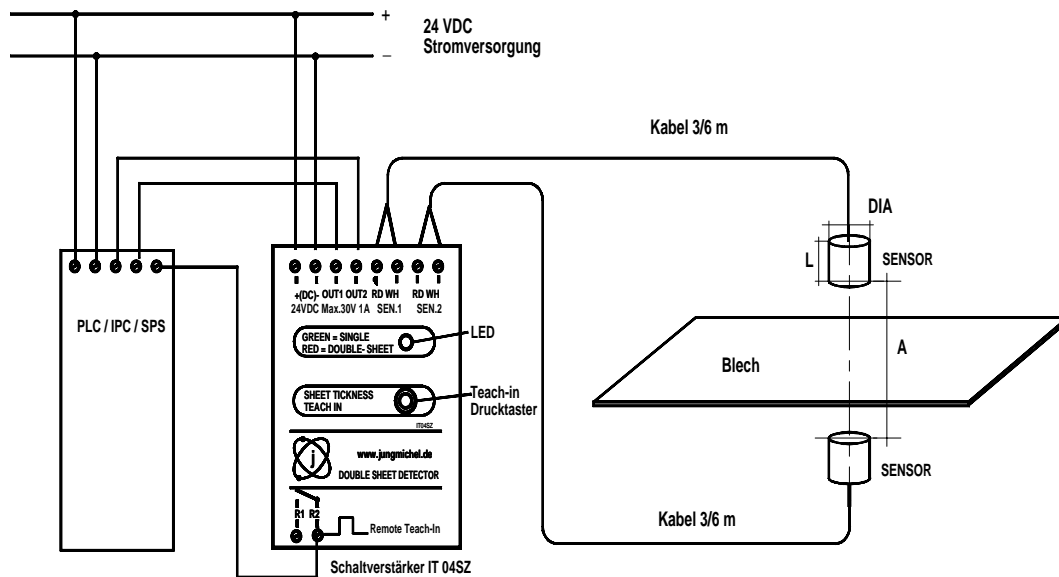 +
24 VDC
Stromversorgung
–
Kabel 3/6 m
DIA
L
SENSOR
+(DC)- OUT1 OUT2 RD WH RD WH
24VDC Max.30V 1A SEN.1 SEN.2
PLC / IPC / SPS
GREEN = SINGLE
RED = DOUBLE- SHEET
LED
A
Blech
SHEET TICKNESS
TEACH IN
Teach-in
Drucktaster
IT04SZ
j
www.jungmichel.de
DOUBLE SHEET DETECTOR
SENSOR
R1 R2
Remote Teach-In
Kabel 3/6 m
Schaltverstärker IT 04SZ